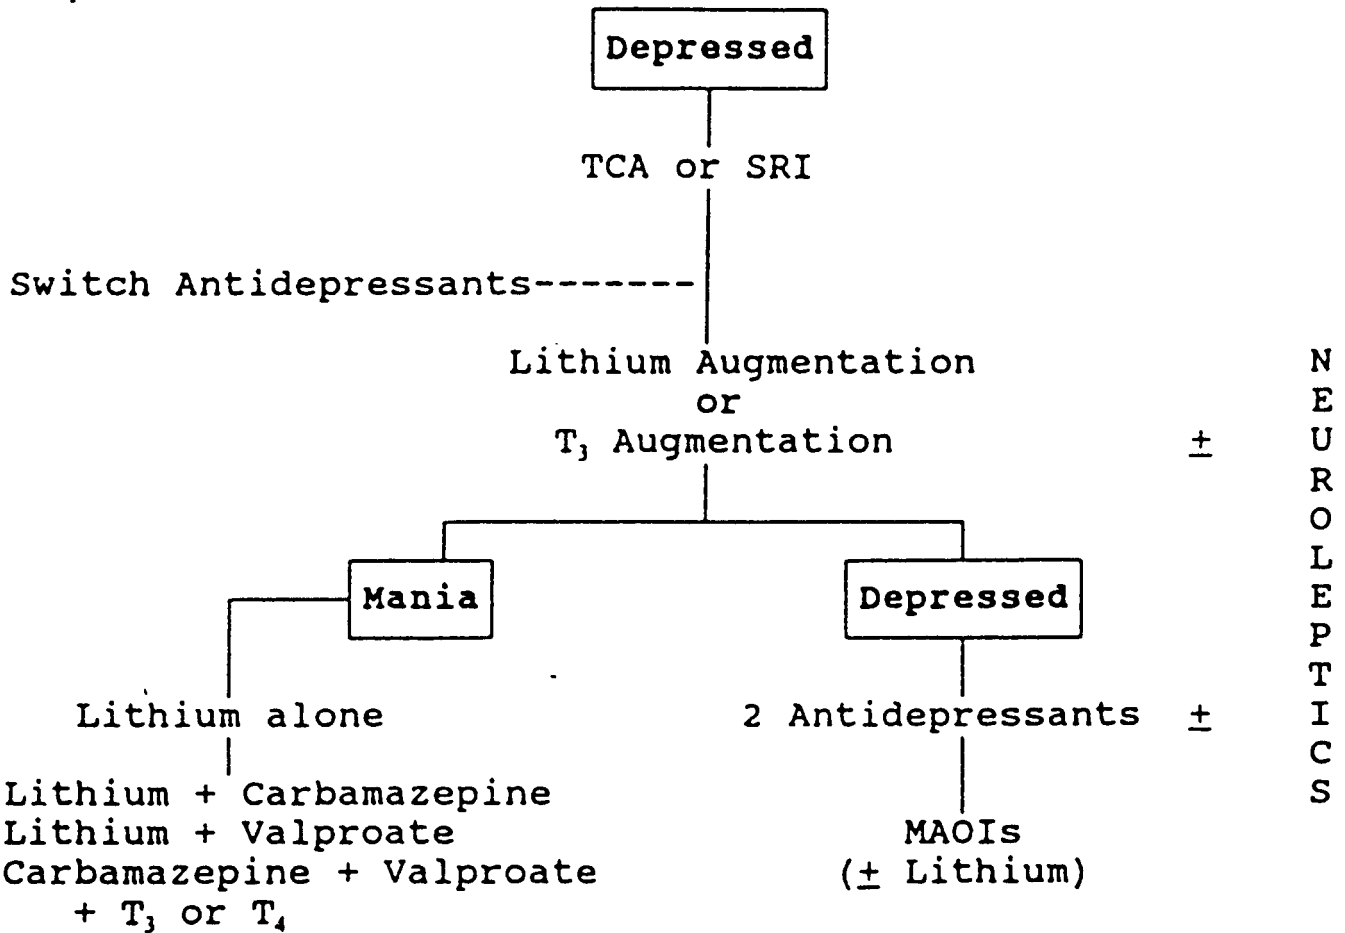 Depressed
TCA or SRI
Switch Antidepressants-------
Lithium Augmentation
or
T₃ Augmentation ±
Mania
Depressed
Lithium alone
2 Antidepressants ±
Lithium + Carbamazepine
Lithium + Valproate
Carbamazepine + Valproate
+ T₃ or T₄
MAOIs
(± Lithium)
NEUROLEPTICS